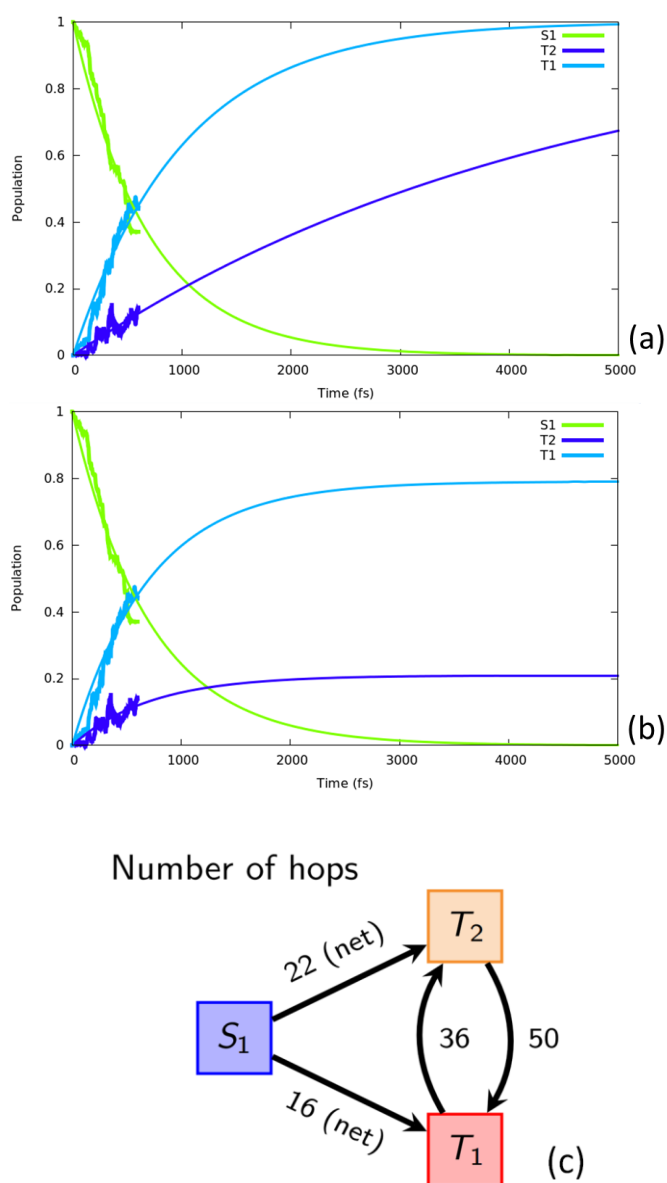 1
0.8
0.6
0.4
0.2
0
Population
S1
T2
T1
0 1000 2000 3000 4000 5000
Time (fs)
(a)
1
0.8
0.6
0.4
0.2
0
Population
S1
T2
T1
0 1000 2000 3000 4000 5000
Time (fs)
(b)
Number of hops
T₂
22 (net)
S₁
36
50
16 (net)
T₁
(c)